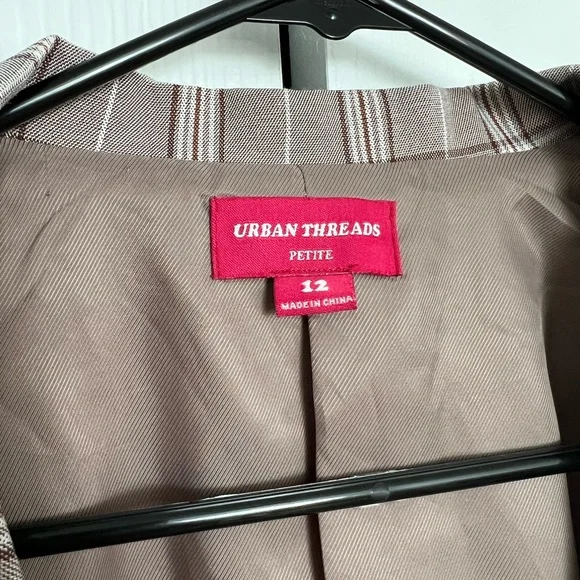 URBAN THREADS
PETITE
12
MADE IN CHINA